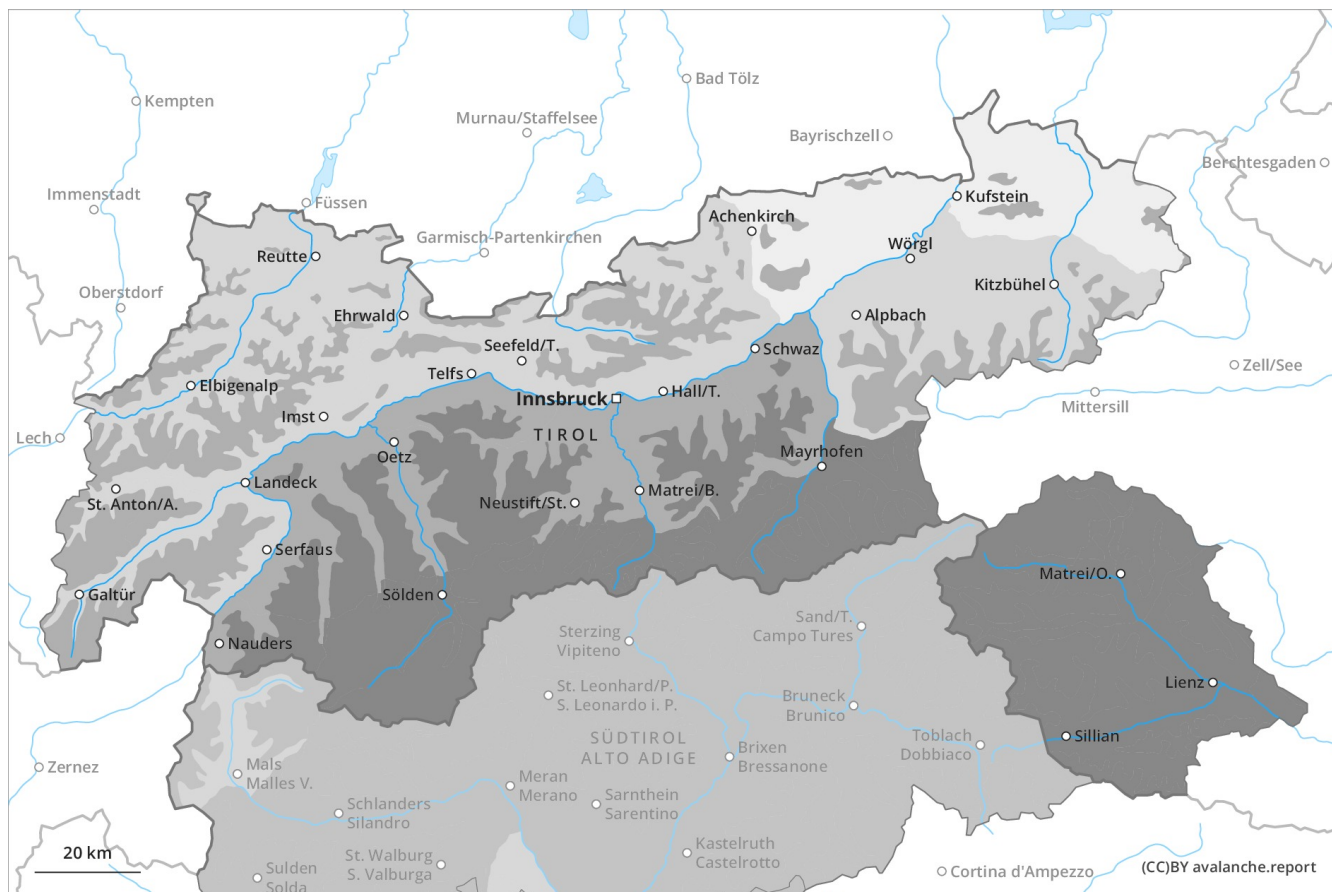 Bad Tölz
Kempten
Murnau/Staffelsee
Bayrischzell
Berchtesgaden
Immenstadt
Füssen
Kufstein
Achenkirch
Garmisch-Partenkirchen
Wörgl
Reutte
Oberstdorf
Kitzbühel
Ehrwald
Alpbach
Seefeld/T.
Schwaz
Zell/See
Telfs
Elbigenalp
Hall/T.
Innsbruck
Mittersill
Imst
TIROL
Lech
Oetz
Mayrhofen
Landeck
Matrei/B.
St. Anton/A.
Neustift/St.
Serfaus
Matrei/O.
Galtür
Sölden
Sand/T.
Campo Tures
Sterzing
Vipiteno
Nauders
Lienz
St. Leonhard/P.
S. Leonardo i. P.
Bruneck
Brunico
Sillian
Toblach
Dobbiaco
SÜDTIROL
ALTO ADIGE
Brixen
Bressanone
Zernez
Mals
Malles V.
Meran
Merano
Sarnthein
Sarentino
Schlanders
Silandro
Kastelruth
Castelrotto
20 km
St. Walburg
S. Valburga
Sulden
Solda
Cortina d'Ampezzo
(CC)BY avalanche.report